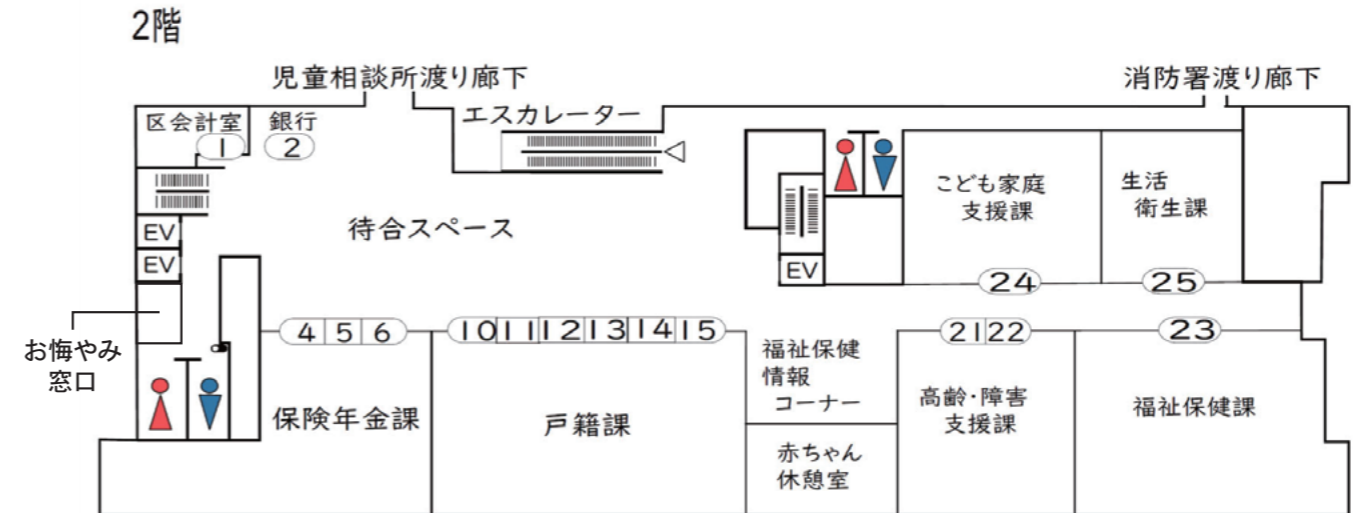 2階
児童相談所渡り廊下
消防署渡り廊下
区会計室
1
銀行
2
エスカレーター
こども家庭
支援課
生活
衛生課
待合スペース
EV
EV
EV
24
25
お悔やみ
窓口
4 5 6
10 11 12 13 14 15
21 22
23
福祉保健
情報
コーナー
保険年金課
戸籍課
高齢・障害
支援課
福祉保健課
赤ちゃん
休憩室